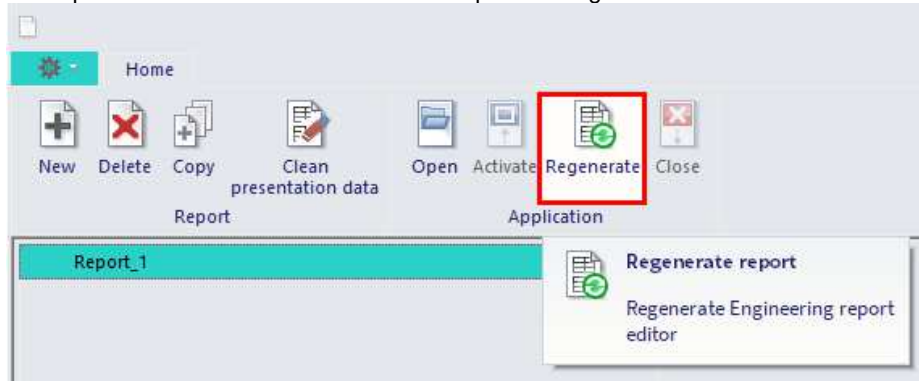 Home
New Delete Copy Clean presentation data Open Activate Regenerate Close
Report Application
Report_1
Regenerate report
Regenerate Engineering report
editor